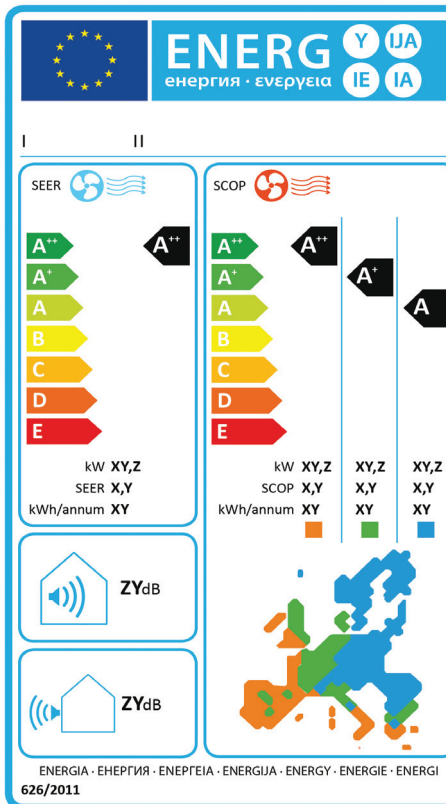 ENERG Y IJA
енергия · ενεργεια IE IA
I II
SEER
A++ A++
A+
A
B
C
D
E
kW XY,Z
SEER X,Y
kWh/annum XY
SCOP
A++ A++
A+ A+
A A
B
C
D
E
kW XY,Z XY,Z XY,Z
SCOP X,Y X,Y X,Y
kWh/annum XY XY XY
ZYdB
ZYdB
ENERGIA · ЕНЕРГИЯ · ΕΝΕΡΓΕΙΑ · ENERGIJA · ENERGY · ENERGIE · ENERGI
626/2011